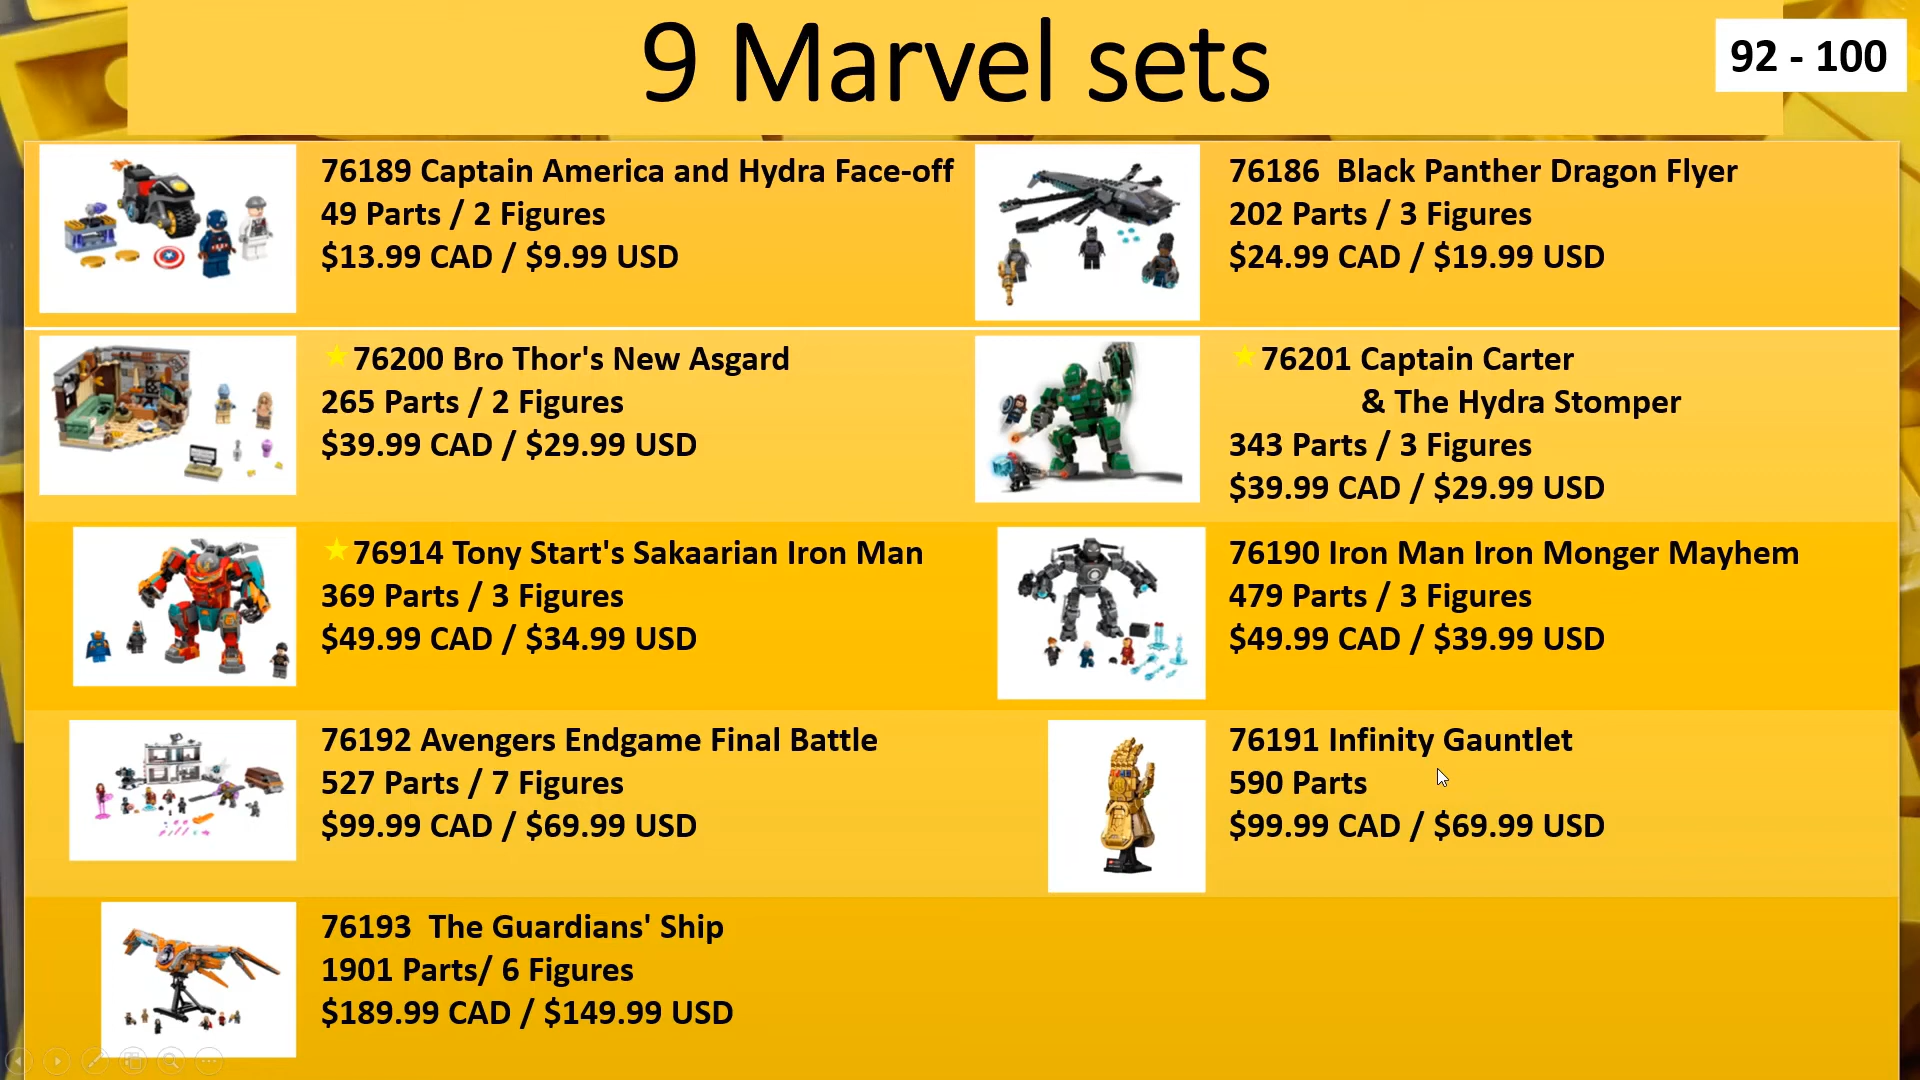 9 Marvel sets
92 - 100
76189 Captain America and Hydra Face-off
49 Parts / 2 Figures
$13.99 CAD / $9.99 USD
76186 Black Panther Dragon Flyer
202 Parts / 3 Figures
$24.99 CAD / $19.99 USD
76200 Bro Thor's New Asgard
265 Parts / 2 Figures
$39.99 CAD / $29.99 USD
76201 Captain Carter
& The Hydra Stomper
343 Parts / 3 Figures
$39.99 CAD / $29.99 USD
76914 Tony Start's Sakaarian Iron Man
369 Parts / 3 Figures
$49.99 CAD / $34.99 USD
76190 Iron Man Iron Monger Mayhem
479 Parts / 3 Figures
$49.99 CAD / $39.99 USD
76192 Avengers Endgame Final Battle
527 Parts / 7 Figures
$99.99 CAD / $69.99 USD
76191 Infinity Gauntlet
590 Parts
$99.99 CAD / $69.99 USD
76193 The Guardians' Ship
1901 Parts/ 6 Figures
$189.99 CAD / $149.99 USD